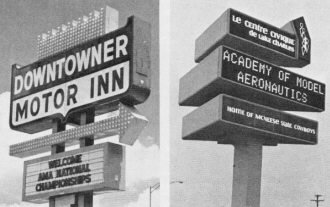 DOWNTOWNER
MOTOR INN
WELCOME
AMA NATIONAL
CHAMPIONSHIPS
Le Centre Civique
de Lake Charles
ACADEMY OF MODEL
AERONAUTICS
Home of McNeese State Cowboys